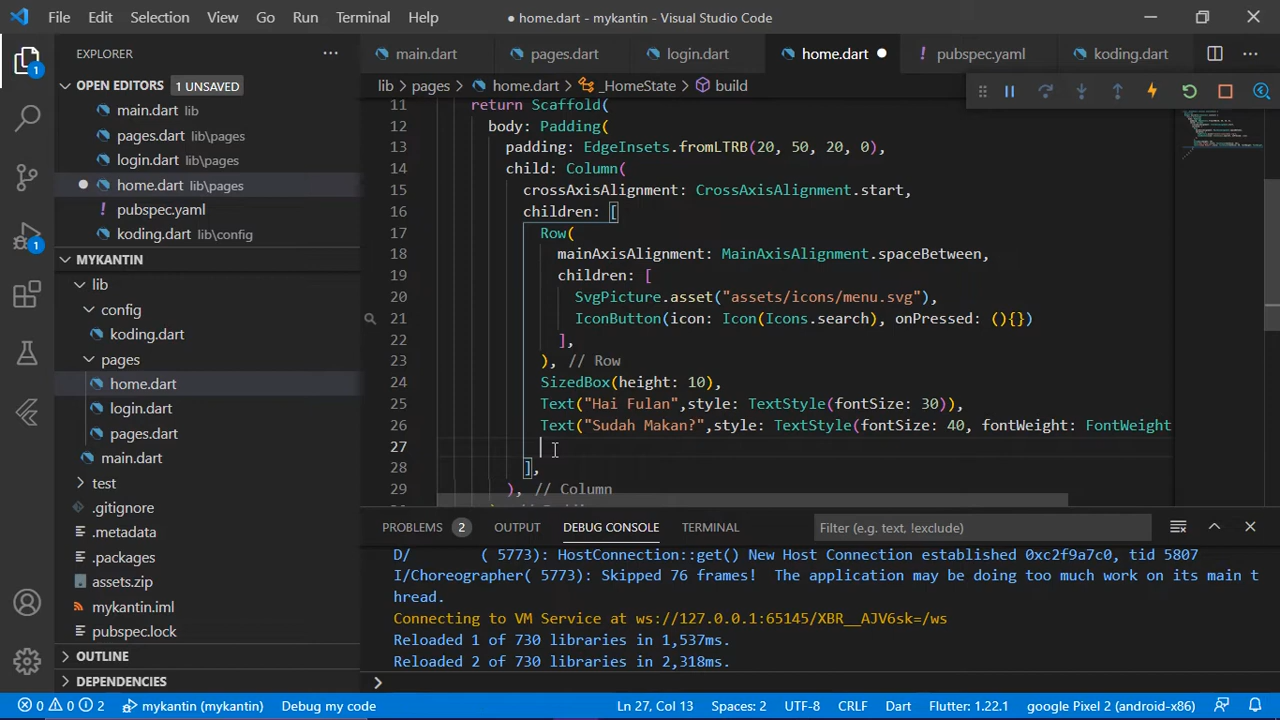 File Edit Selection View Go Run Terminal Help
● home.dart - mykantin - Visual Studio Code
EXPLORER
main.dart pages.dart login.dart home.dart pubspec.yaml koding.dart
OPEN EDITORS 1 UNSAVED
lib > pages > home.dart > _HomeState > build
main.dart lib
pages.dart lib\pages
login.dart lib\pages
home.dart lib\pages
pubspec.yaml
koding.dart lib\config
MYKANTIN
lib
config
koding.dart
pages
home.dart
login.dart
pages.dart
main.dart
test
.gitignore
.metadata
.packages
assets.zip
mykantin.iml
pubspec.lock
OUTLINE
DEPENDENCIES
1
1
11 return Scaffold(
12 body: Padding(
13 padding: EdgeInsets.fromLTRB(20, 50, 20, 0),
14 child: Column(
15 crossAxisAlignment: CrossAxisAlignment.start,
16 children: [
17 Row(
18 mainAxisAlignment: MainAxisAlignment.spaceBetween,
19 children: [
20 SvgPicture.asset("assets/icons/menu.svg"),
21 IconButton(icon: Icon(Icons.search), onPressed: (){})
22 ],
23 ), // Row
24 SizedBox(height: 10),
25 Text("Hai Fulan",style: TextStyle(fontSize: 30)),
26 Text("Sudah Makan?",style: TextStyle(fontSize: 40, fontWeight: FontWeight
27
28 ],
29 ), // Column
PROBLEMS 2 OUTPUT DEBUG CONSOLE TERMINAL Filter (e.g. text, !exclude)
D/ ( 5773): HostConnection::get() New Host Connection established 0xc2f9a7c0, tid 5807
I/Choreographer( 5773): Skipped 76 frames! The application may be doing too much work on its main t
hread.
Connecting to VM Service at ws://127.0.0.1:65145/XBR__AJV6sk=/ws
Reloaded 1 of 730 libraries in 1,537ms.
Reloaded 2 of 730 libraries in 2,318ms.
0 0 2 mykantin (mykantin) Debug my code Ln 27, Col 13 Spaces: 2 UTF-8 CRLF Dart Flutter: 1.22.1 google Pixel 2 (android-x86)